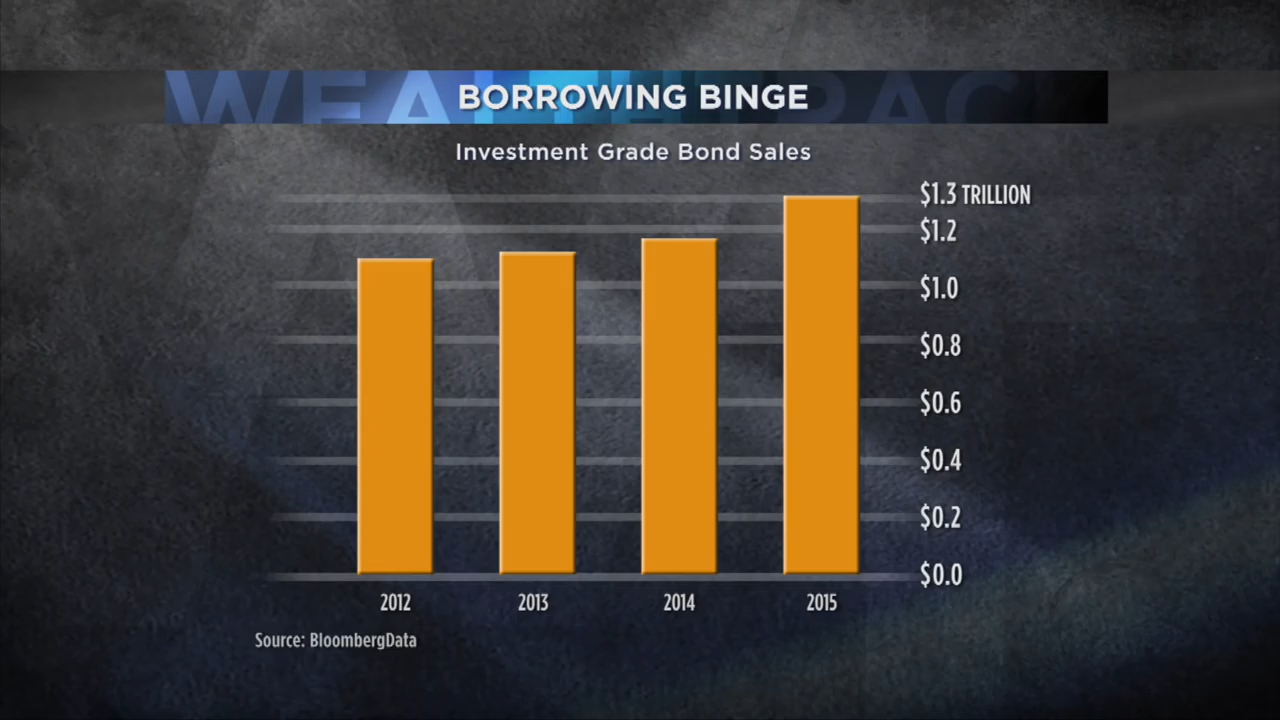 BORROWING BINGE
Investment Grade Bond Sales
$1.3 TRILLION
$1.2
$1.0
$0.8
$0.6
$0.4
$0.2
$0.0
2012 2013 2014 2015
Source: BloombergData